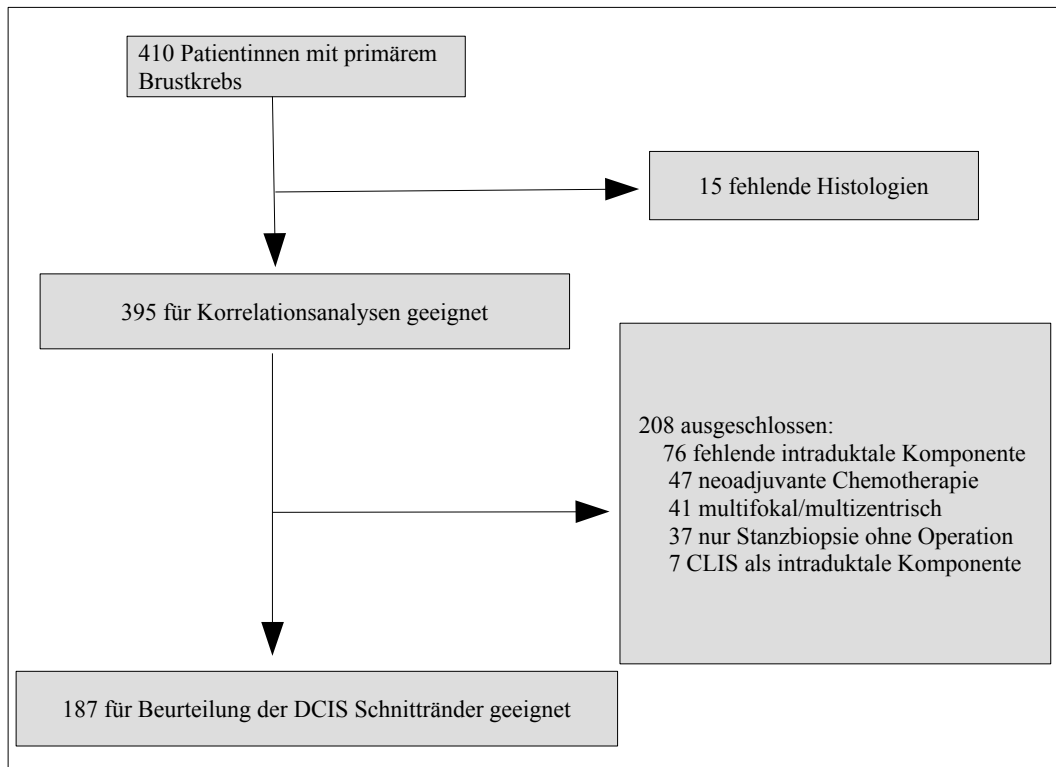 410 Patientinnen mit primärem
Brustkrebs
15 fehlende Histologien
395 für Korrelationsanalysen geeignet
208 ausgeschlossen:
76 fehlende intraduktale Komponente
47 neoadjuvante Chemotherapie
41 multifokal/multizentrisch
37 nur Stanzbiopsie ohne Operation
7 CLIS als intraduktale Komponente
187 für Beurteilung der DCIS Schnittränder geeignet